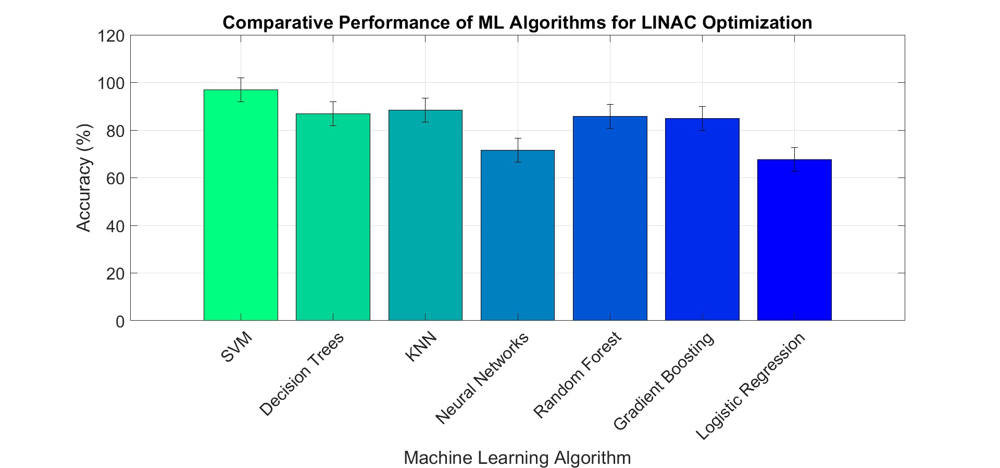 Comparative Performance of ML Algorithms for LINAC Optimization
120
100
80
60
40
20
0
Accuracy (%)
SVM
Decision Trees
KNN
Neural Networks
Random Forest
Gradient Boosting
Logistic Regression
Machine Learning Algorithm